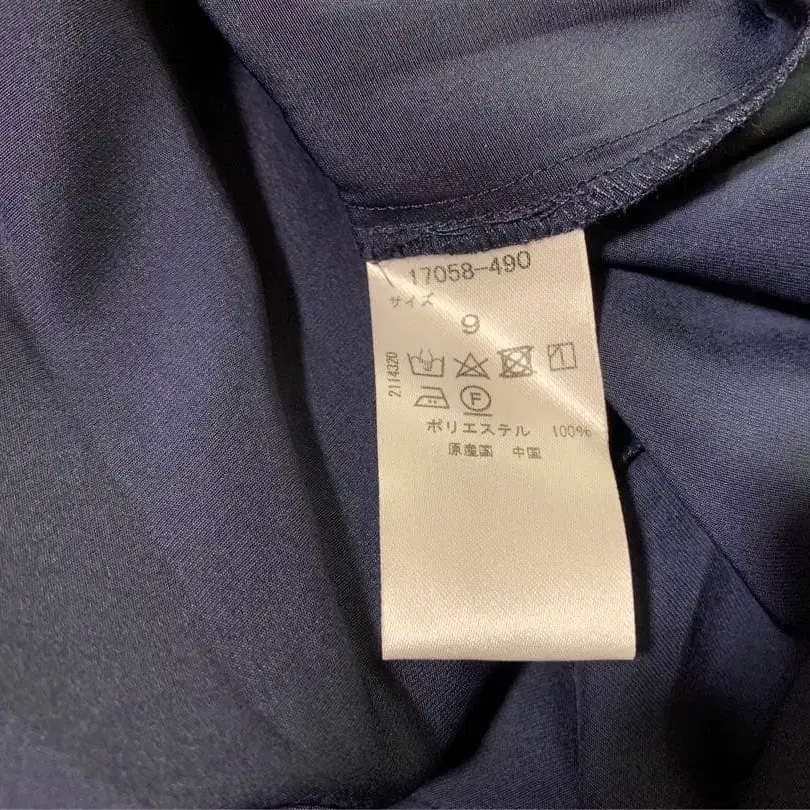 17058-490
サイズ
9
2114320
F
ポリエステル 100%
原産国 中国